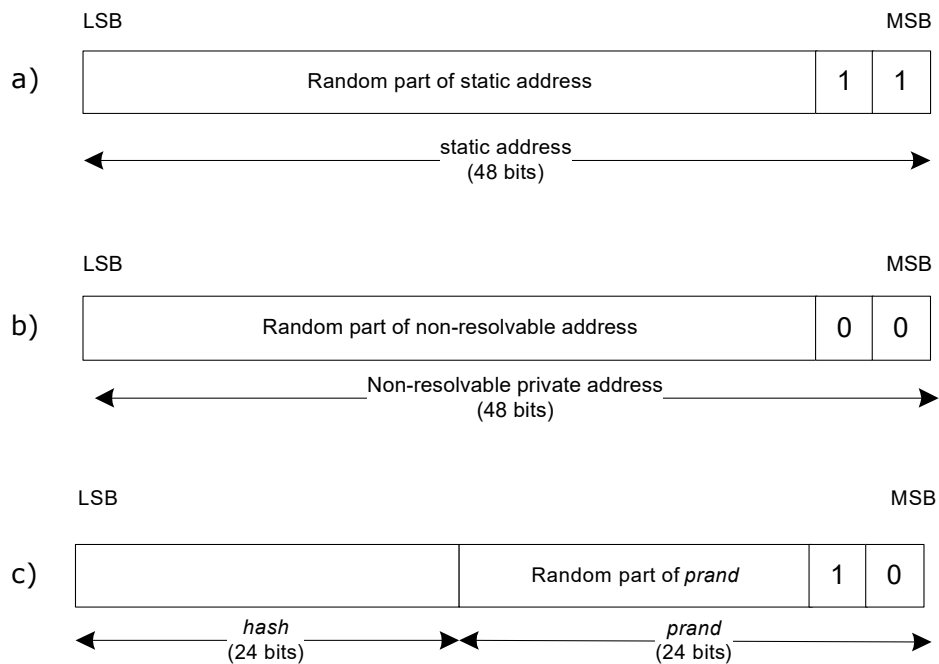 LSB MSB
a) Random part of static address 1 1
static address
(48 bits)
LSB MSB
b) Random part of non-resolvable address 0 0
Non-resolvable private address
(48 bits)
LSB MSB
c) Random part of prand 1 0
hash prand
(24 bits) (24 bits)